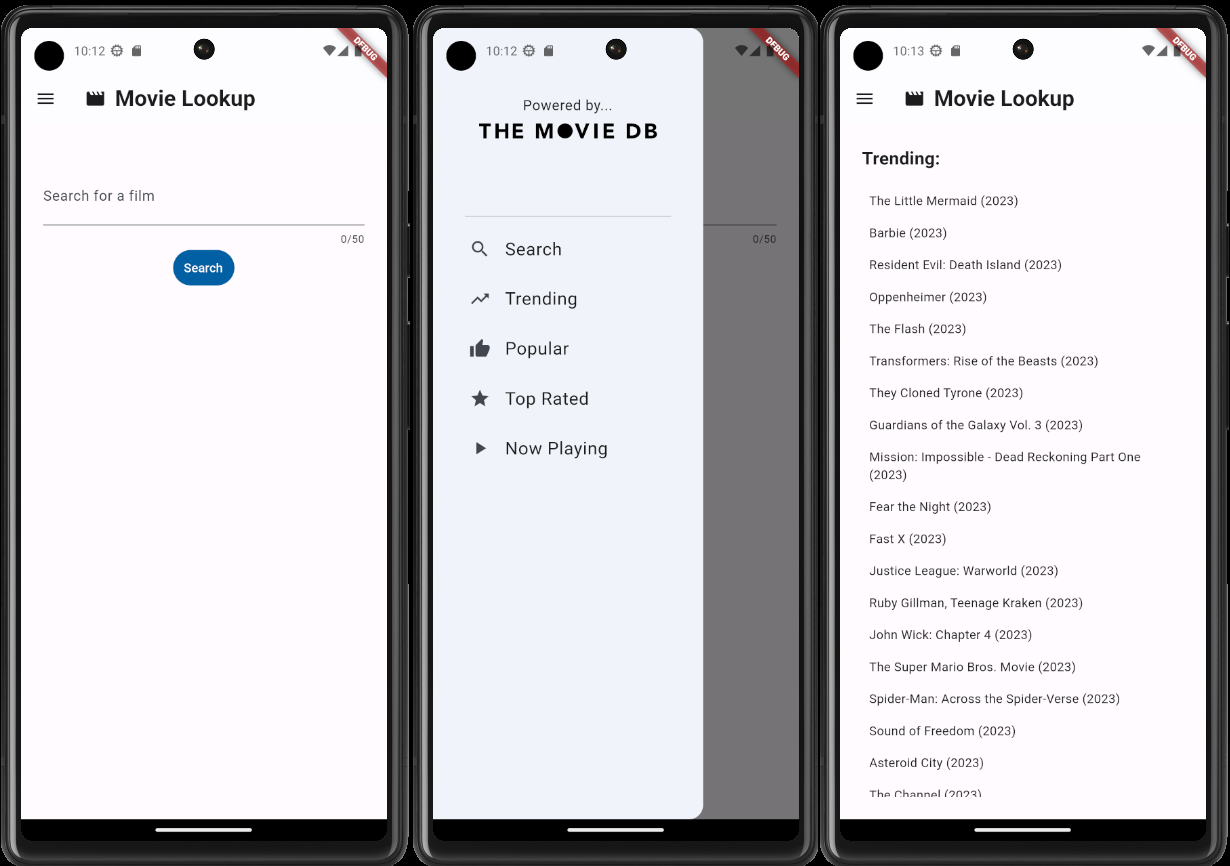 10:12
DEBUG
Movie Lookup
Search for a film
0/50
Search
10:12
DEBUG
Powered by...
THE MOVIE DB
0/50
Search
Trending
Popular
Top Rated
Now Playing
10:13
DEBUG
Movie Lookup
Trending:
The Little Mermaid (2023)
Barbie (2023)
Resident Evil: Death Island (2023)
Oppenheimer (2023)
The Flash (2023)
Transformers: Rise of the Beasts (2023)
They Cloned Tyrone (2023)
Guardians of the Galaxy Vol. 3 (2023)
Mission: Impossible - Dead Reckoning Part One
(2023)
Fear the Night (2023)
Fast X (2023)
Justice League: Warworld (2023)
Ruby Gillman, Teenage Kraken (2023)
John Wick: Chapter 4 (2023)
The Super Mario Bros. Movie (2023)
Spider-Man: Across the Spider-Verse (2023)
Sound of Freedom (2023)
Asteroid City (2023)
The Channel (2023)